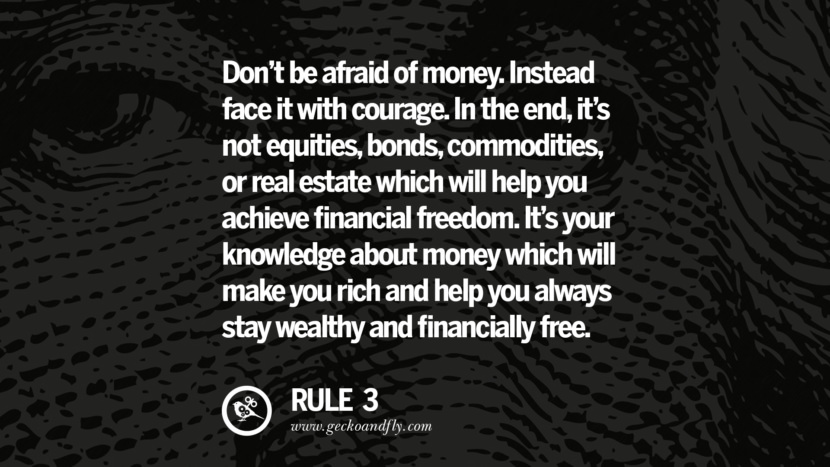 Don't be afraid of money. Instead
face it with courage. In the end, it's
not equities, bonds, commodities,
or real estate which will help you
achieve financial freedom. It's your
knowledge about money which will
make you rich and help you always
stay wealthy and financially free.
RULE 3
www.geckoandfly.com